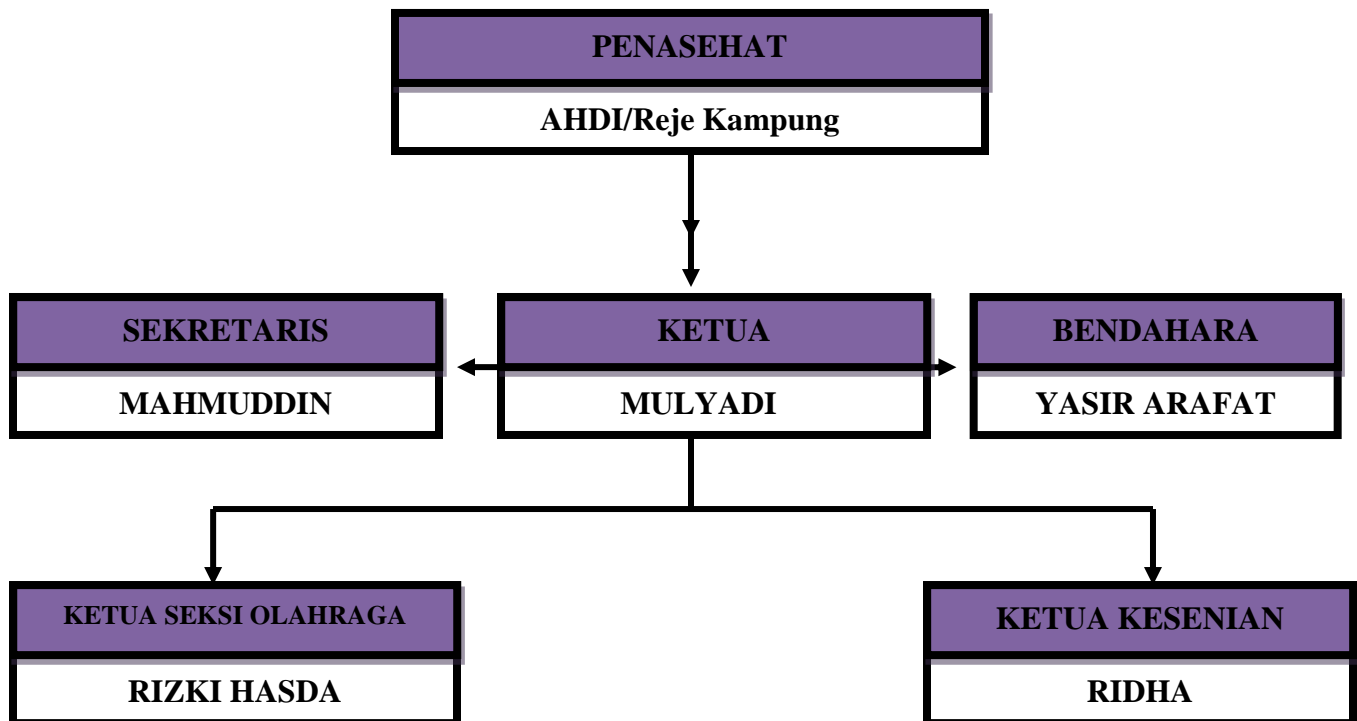 PENASEHAT
AHDI/Reje Kampung
SEKRETARIS
MAHMUDDIN
KETUA
MULYADI
BENDAHARA
YASIR ARAFAT
KETUA SEKSI OLAHRAGA
RIZKI HASDA
KETUA KESENIAN
RIDHA